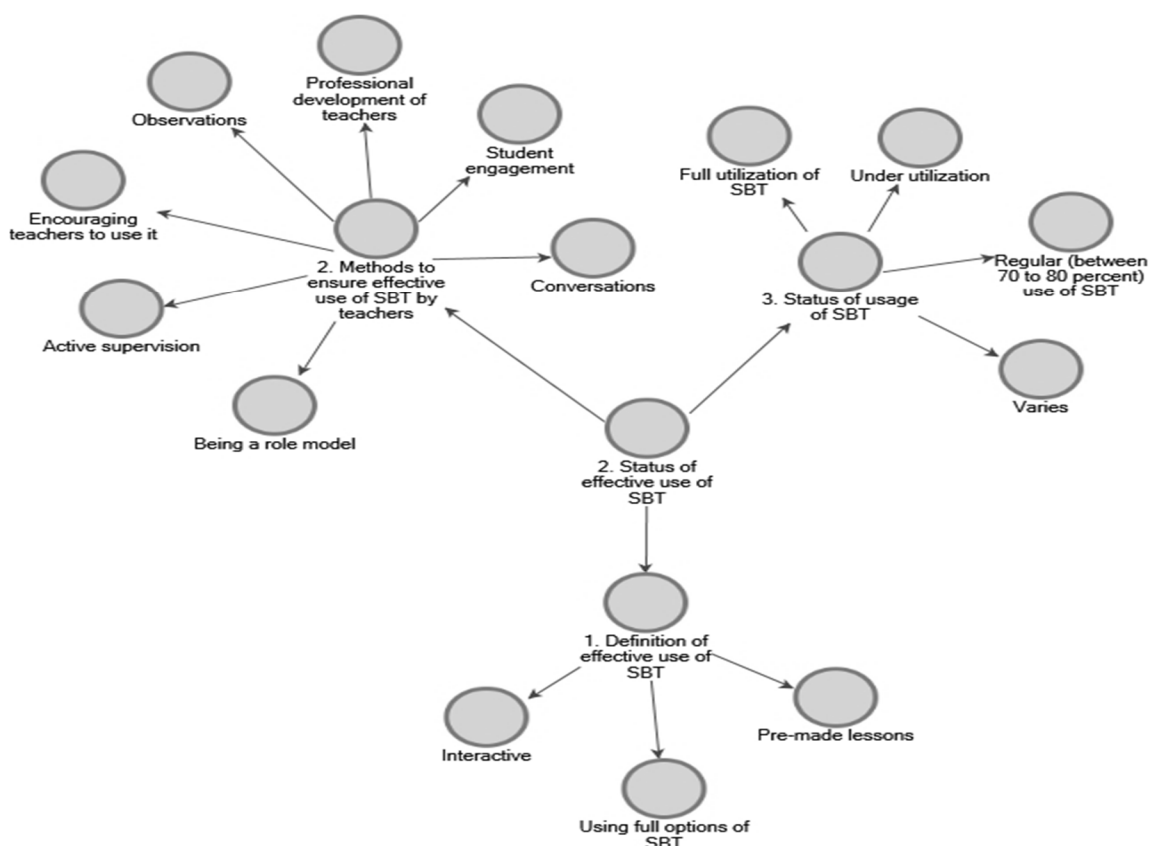 Professional
development of
teachers
Observations
Student
engagement
Encouraging
teachers to use it
2. Methods to
ensure effective
use of SBT by
teachers
Conversations
Active supervision
Being a role model
Full utilization of
SBT
Under utilization
Regular (between
70 to 80 percent)
use of SBT
3. Status of usage
of SBT
Varies
2. Status of
effective use of
SBT
1. Definition of
effective use of
SBT
Interactive
Pre-made lessons
Using full options of
SBT